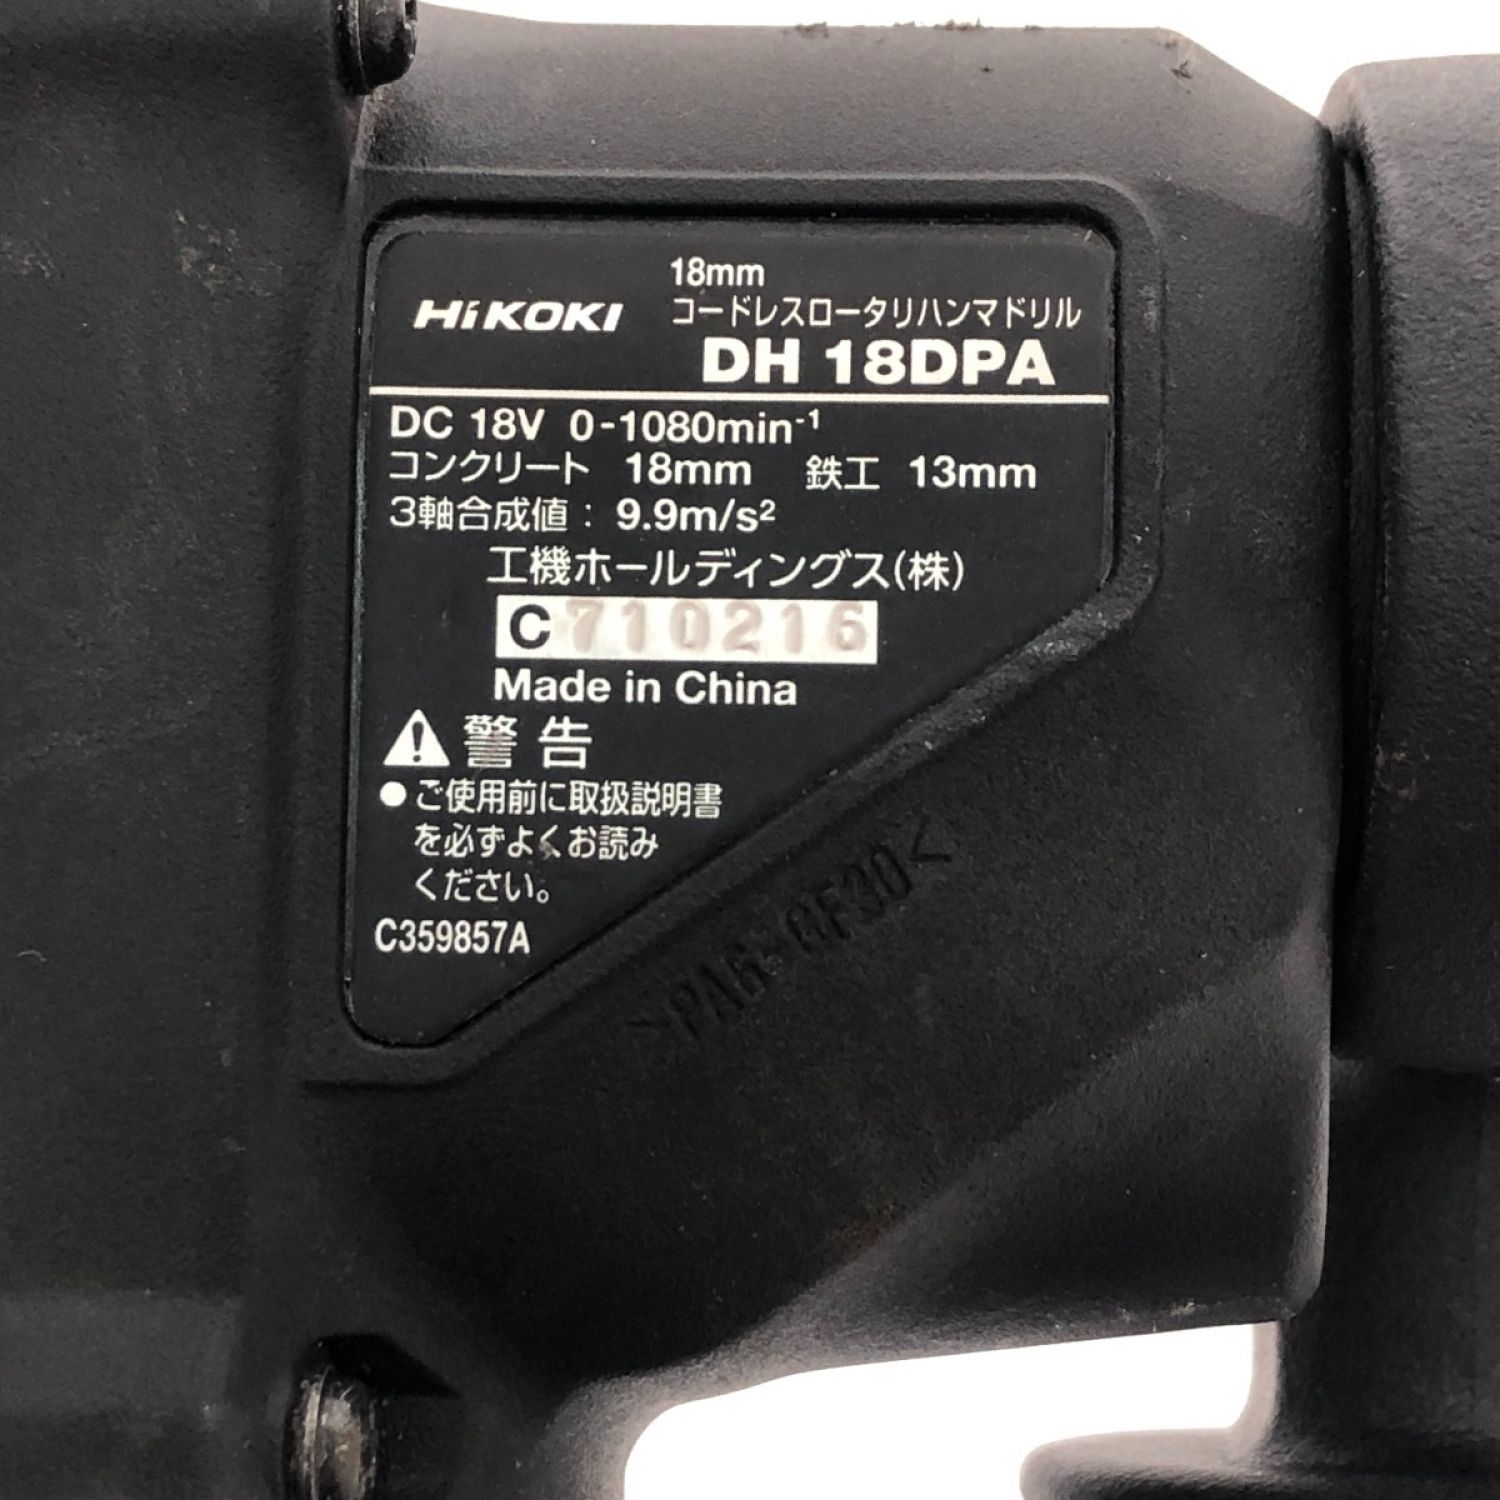 18mm
HiKOKI コードレスロータリハンマドリル
DH 18DPA
DC 18V 0-1080min⁻¹
コンクリート 18mm 鉄工 13mm
3軸合成値: 9.9m/s²
工機ホールディングス(株)
C 710216
Made in China
警告
●ご使用前に取扱説明書
を必ずよくお読み
ください。
C359857A
>PA6-GF30<